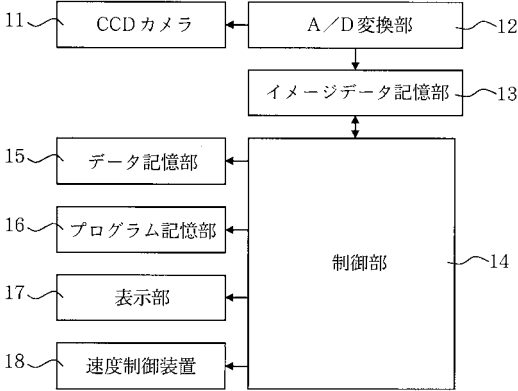 11 CCDカメラ
A/D変換部 12
イメージデータ記憶部 13
15 データ記憶部
16 プログラム記憶部
制御部 14
17 表示部
18 速度制御装置